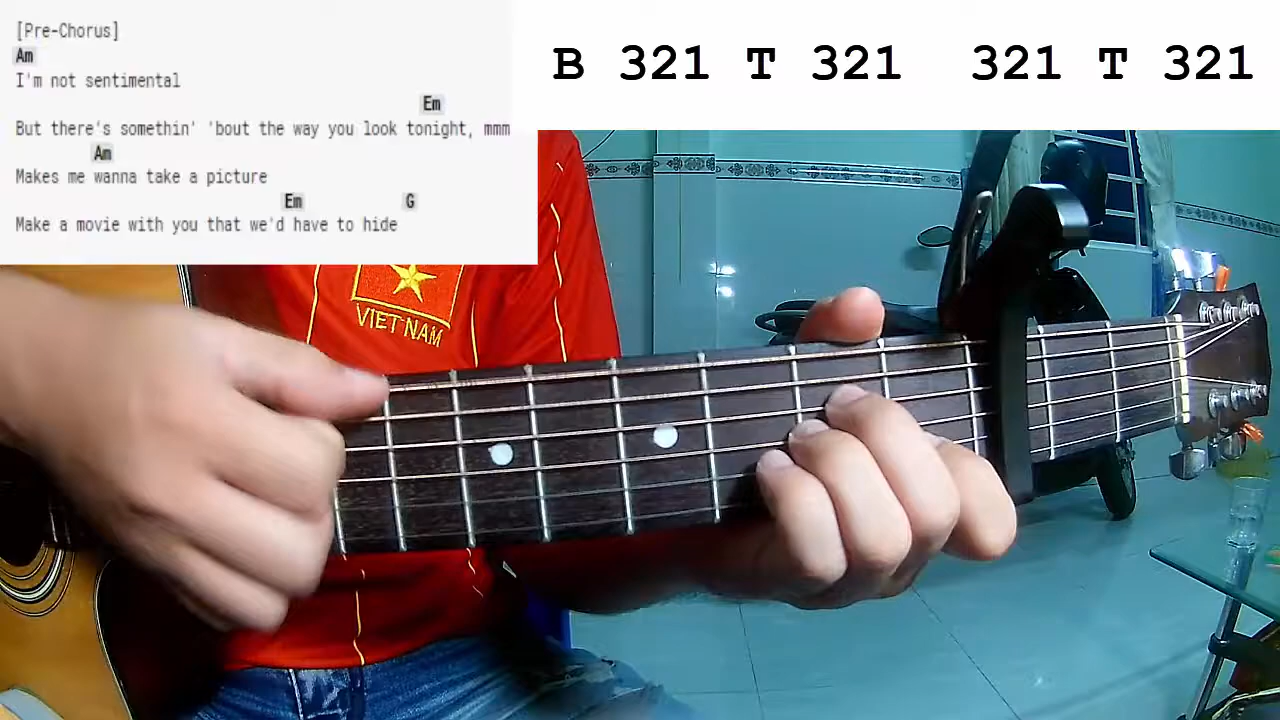 [Pre-Chorus]
Am
I'm not sentimental
Em
But there's somethin' 'bout the way you look tonight, mmm
Am
Makes me wanna take a picture
Em G
Make a movie with you that we'd have to hide
B 321 T 321 321 T 321
VIET NAM